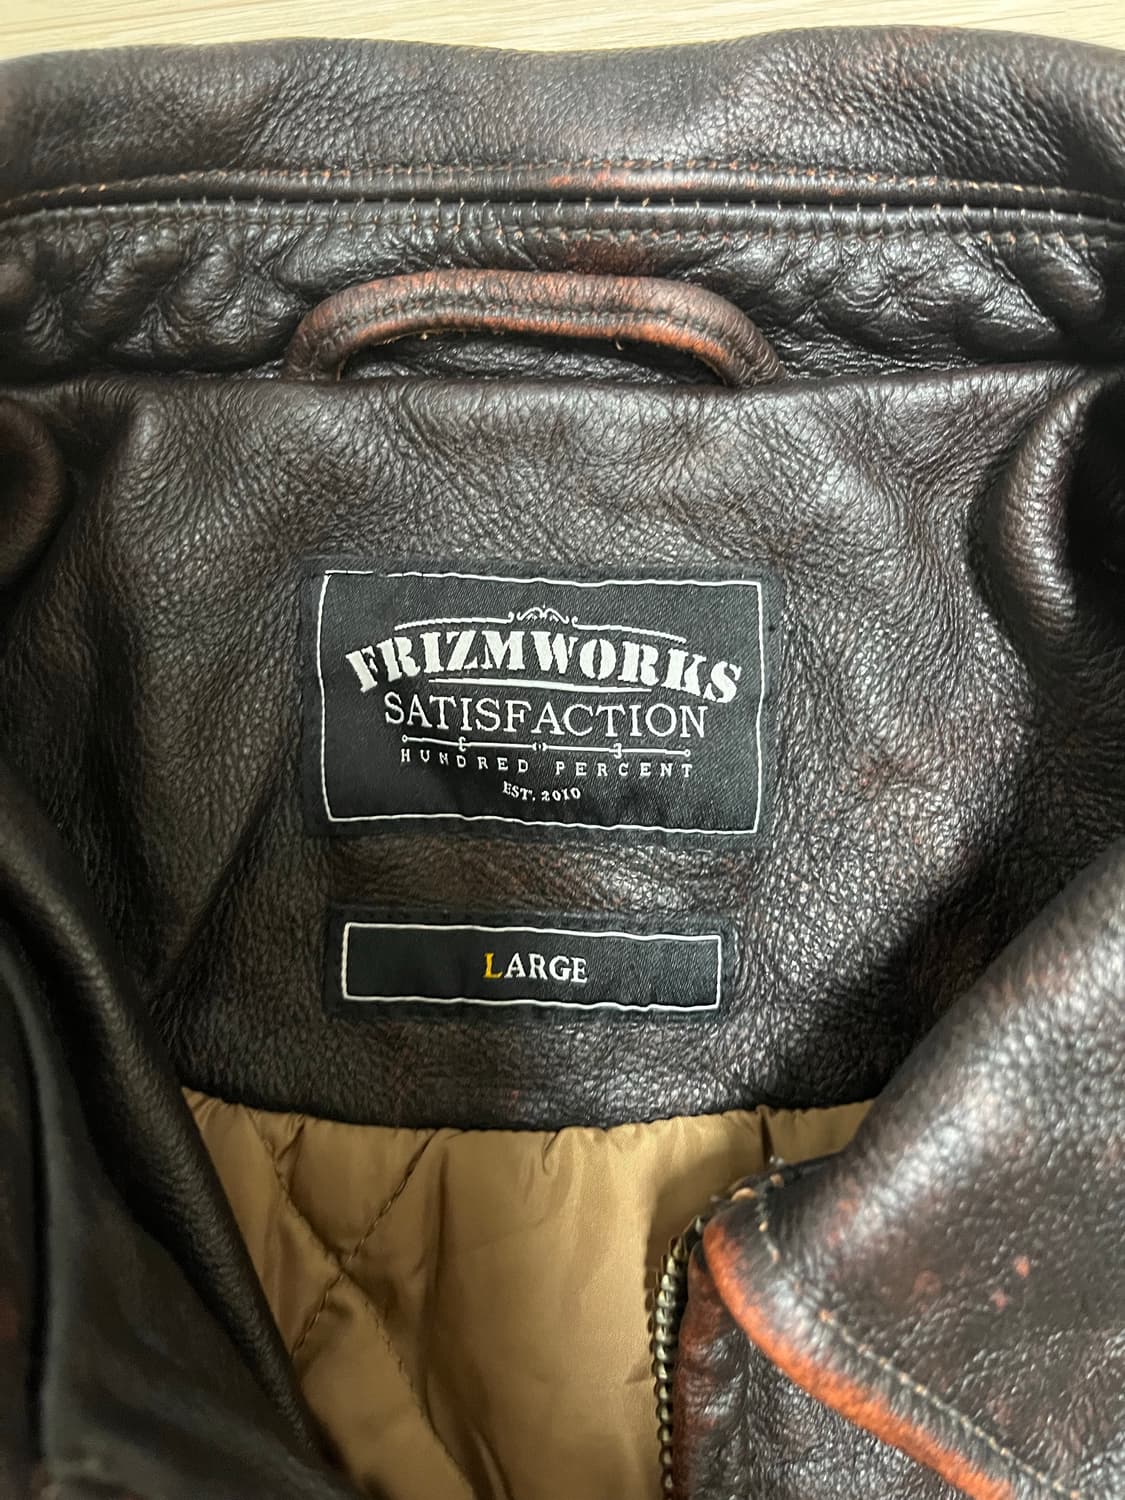 FRIZMWORKS
SATISFACTION
HUNDRED PERCENT
EST. 2010
LARGE